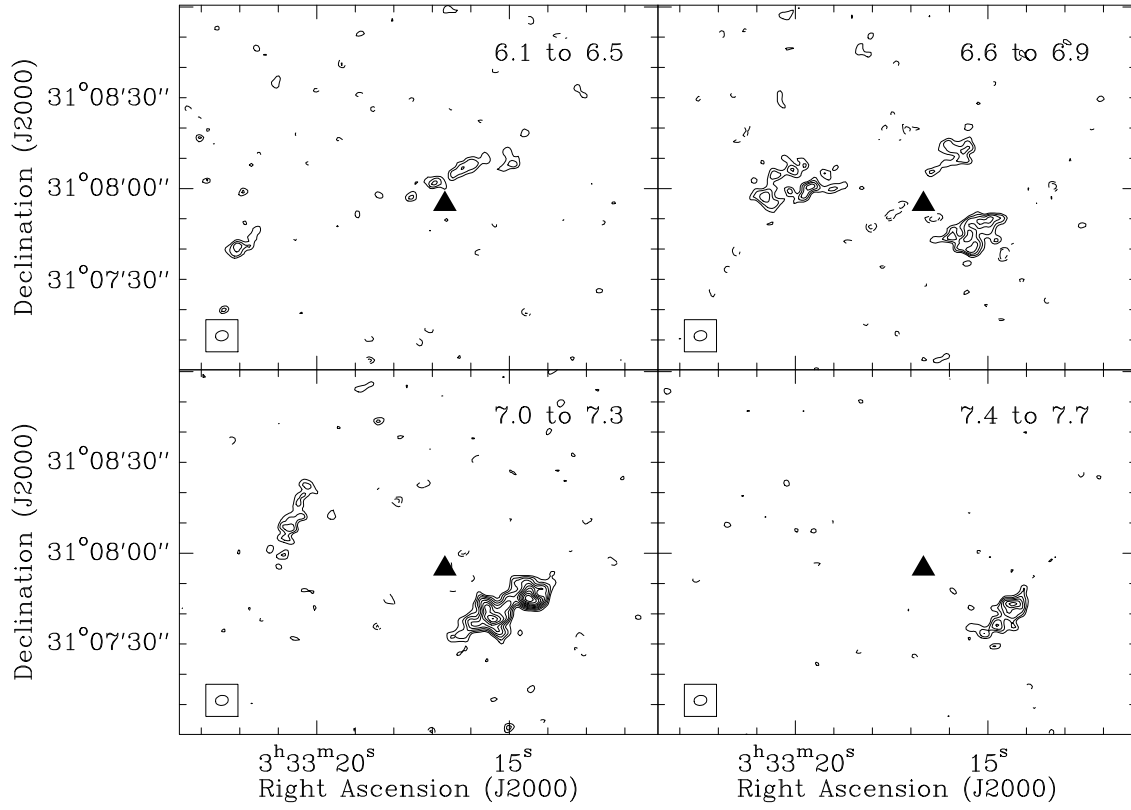 6.1 to 6.5
6.6 to 6.9
Declination (J2000)
31°08'30''
31°08'00''
31°07'30''
7.0 to 7.3
7.4 to 7.7
Declination (J2000)
31°08'30''
31°08'00''
31°07'30''
3ʰ33ᵐ20ˢ
15ˢ
3ʰ33ᵐ20ˢ
15ˢ
Right Ascension (J2000)
Right Ascension (J2000)